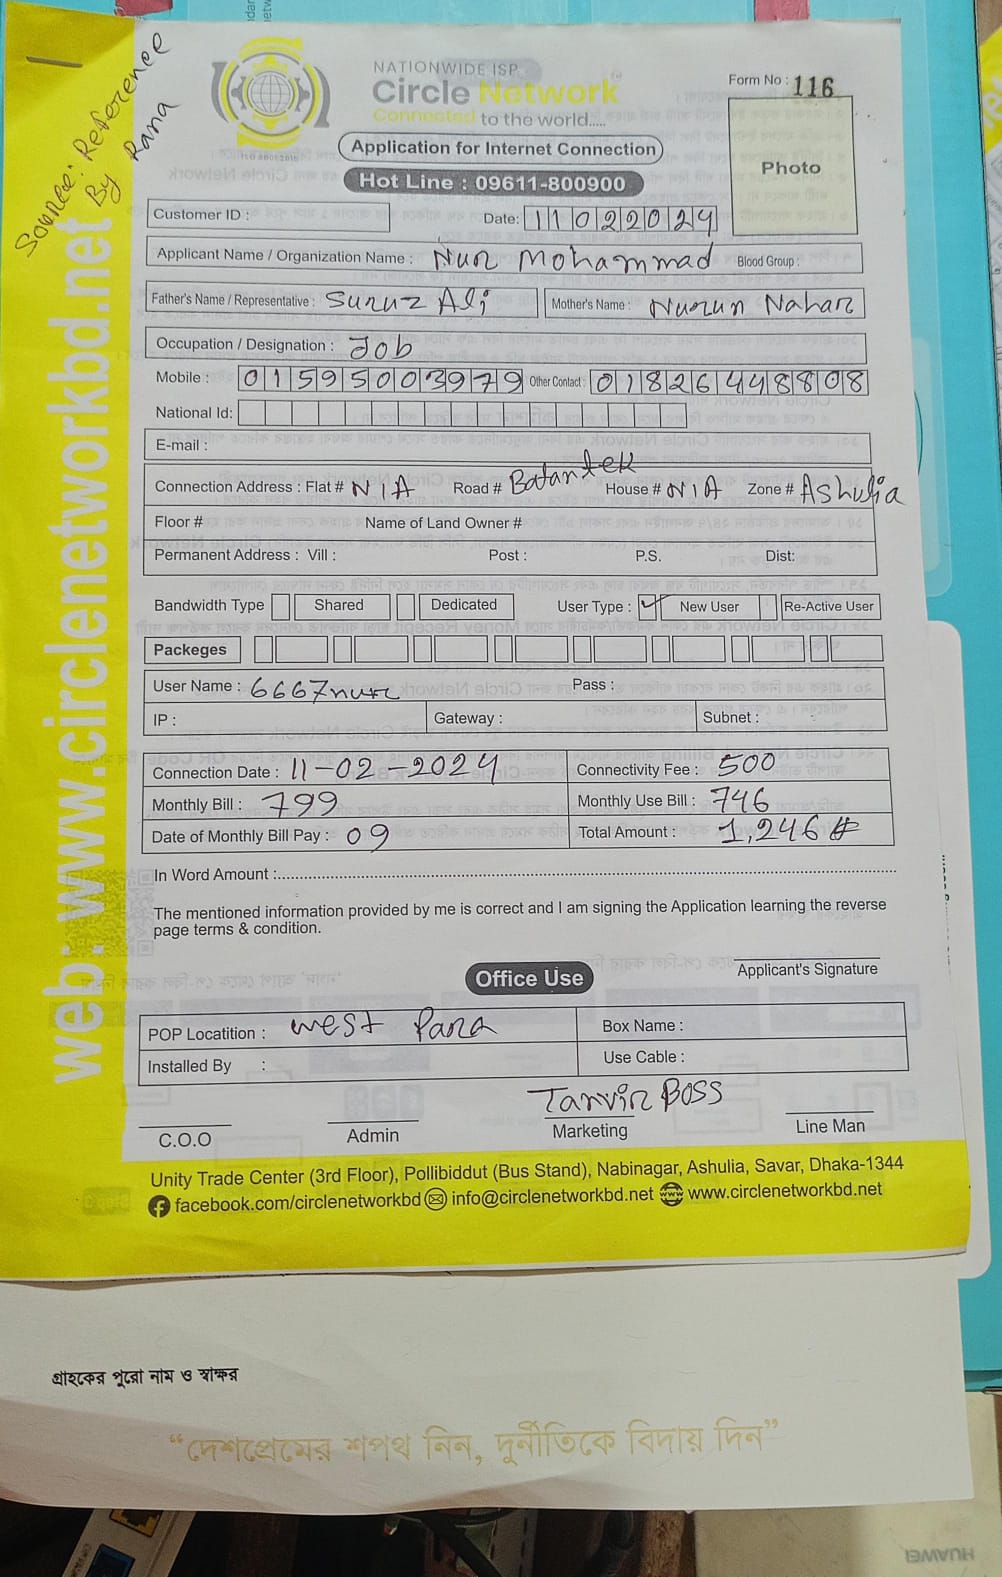 Source: Reference
By Rana
web: www.circlenetworkbd.net
NATIONWIDE ISP
Circle Network
Connected to the world.....
ISO 9001:2015
Form No : 116
Application for Internet Connection
Hot Line : 09611-800900
Photo
Customer ID :
Date: 11022024
Applicant Name / Organization Name : Nur Mohammad Blood Group :
Father's Name / Representative : Suruz Ali Mother's Name : Nurun Nahar
Occupation / Designation : Job
Mobile : 01595003979 Other Contact : 01826448808
National Id:
E-mail :
Connection Address : Flat # N/A Road # Batantek House # N/A Zone # Ashulia
Floor # Name of Land Owner #
Permanent Address : Vill : Post : P.S. Dist:
Bandwidth Type Shared Dedicated User Type : ✓ New User Re-Active User
Packeges
User Name : 6667nur Pass :
IP : Gateway : Subnet :
Connection Date : 11-02-2024 Connectivity Fee : 500
Monthly Bill : 799 Monthly Use Bill : 746
Date of Monthly Bill Pay : 09 Total Amount : 1,246 #
In Word Amount :
The mentioned information provided by me is correct and I am signing the Application learning the reverse
page terms & condition.
Applicant's Signature
Office Use
POP Locatition : west Para Box Name :
Installed By : Use Cable :
Tanvir Boss
C.O.O Admin Marketing Line Man
Unity Trade Center (3rd Floor), Pollibiddut (Bus Stand), Nabinagar, Ashulia, Savar, Dhaka-1344
facebook.com/circlenetworkbd info@circlenetworkbd.net www.circlenetworkbd.net
গ্রাহকের পুরো নাম ও স্বাক্ষর
“দেশপ্রেমের শপথ নিন, দুর্নীতিকে বিদায় দিন”
HUAWEI